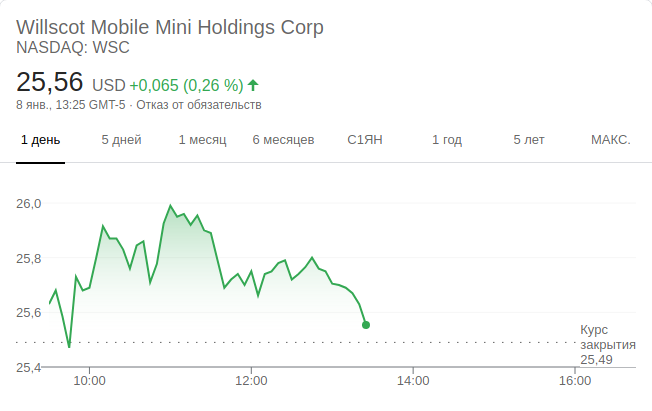 Willscot Mobile Mini Holdings Corp
NASDAQ: WSC
25,56 USD +0,065 (0,26 %)
8 янв., 13:25 GMT-5 · Отказ от обязательств
1 день 5 дней 1 месяц 6 месяцев С1ЯН 1 год 5 лет МАКС.
26,0
25,8
25,6
Курс
закрытия
25,49
25,4
10:00 12:00 14:00 16:00